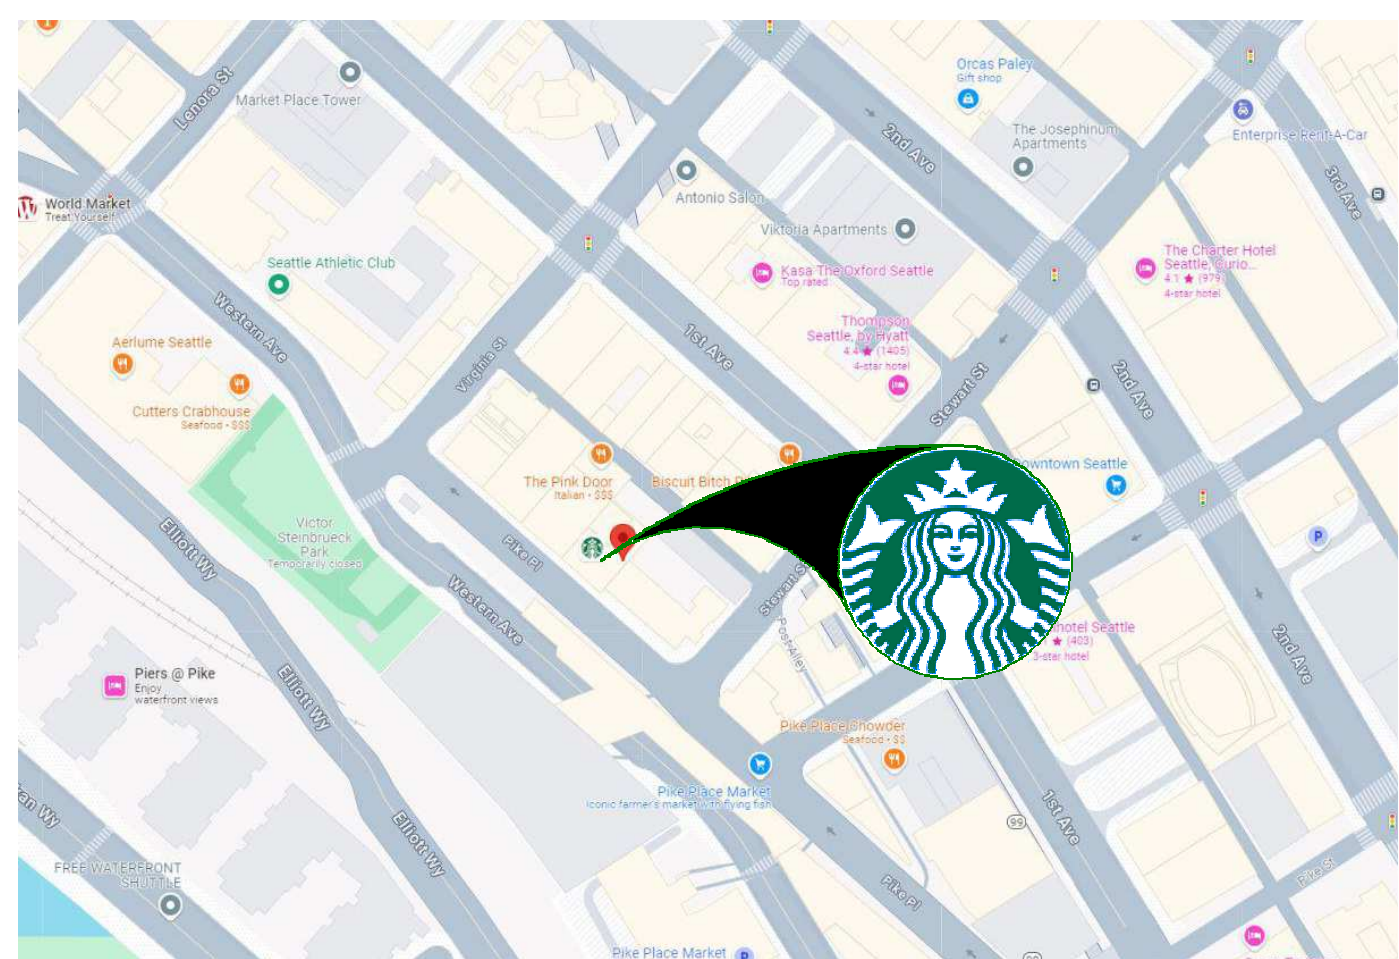 Lenora St
Market Place Tower
Orcas Paley
Gift shop
2nd Ave
The Josephinum
Apartments
Enterprise Rent-A-Car
3rd Ave
World Market
Treat Yourself
Antonio Salon
Viktoria Apartments
Seattle Athletic Club
Kasa The Oxford Seattle
Top rated
The Charter Hotel
Seattle, Curio...
4.1 ★ (979)
4-star hotel
Western Ave
Aerlume Seattle
Virginia St
1st Ave
Thompson
Seattle, by Hyatt
4.4 ★ (1405)
4-star hotel
Stewart St
2nd Ave
Cutters Crabhouse
Seafood • $$$
The Pink Door
Italian • $$$
Biscuit Bitch
Downtown Seattle
Victor
Steinbrueck
Park
Temporarily closed
Elliott Wy
Pike Pl
Western Ave
Stewart St
Post Alley
hotel Seattle
★ (403)
3-star hotel
2nd Ave
P
Piers @ Pike
Enjoy
waterfront views
Elliott Wy
Pike Place Chowder
Seafood • $$
Pike Place Market
Iconic farmer's market with flying fish
99
1st Ave
Elliott Wy
FREE WATERFRONT
SHUTTLE
Pike Pl
Pike St
Pike Place Market
P